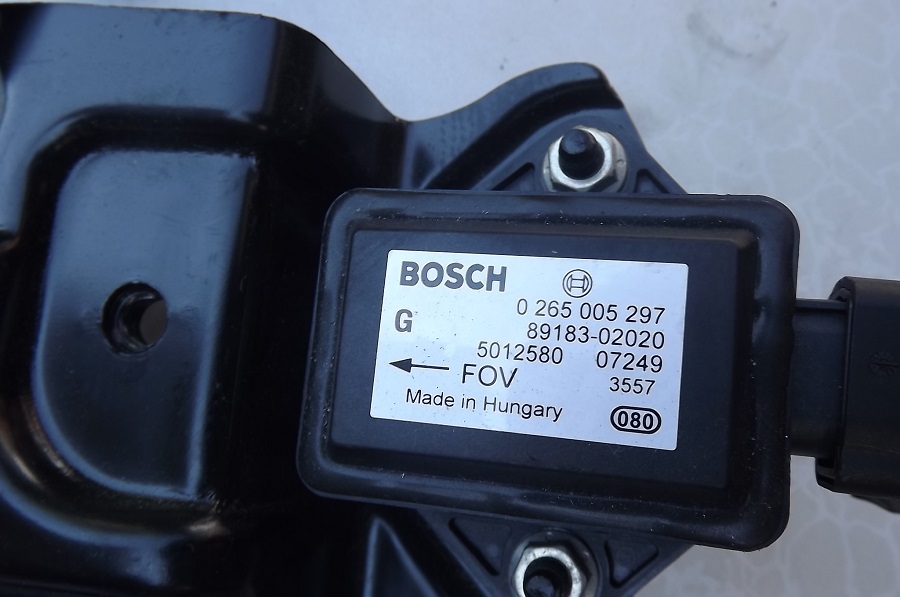 BOSCH
0 265 005 297
G 89183-02020
5012580 07249
FOV 3557
Made in Hungary 080